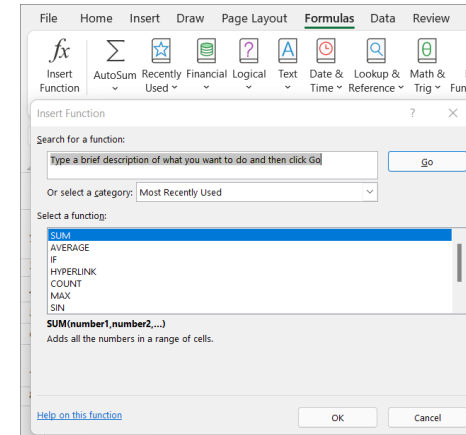 File Home Insert Draw Page Layout Formulas Data Review
fx
Insert Function
AutoSum
Recently Used
Financial
Logical
Text
Date & Time
Lookup & Reference
Math & Trig
Insert Function ? ×
Search for a function:
Type a brief description of what you want to do and then click Go
Go
Or select a category: Most Recently Used
Select a function:
SUM
AVERAGE
IF
HYPERLINK
COUNT
MAX
SIN
SUM(number1,number2,...)
Adds all the numbers in a range of cells.
Help on this function
OK
Cancel